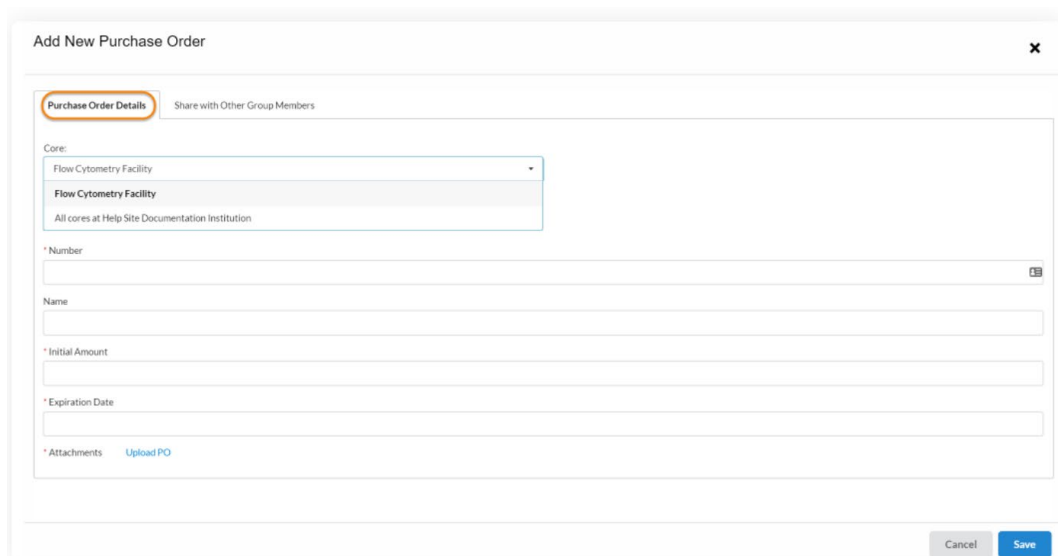 Add New Purchase Order
Purchase Order Details Share with Other Group Members
Core:
Flow Cytometry Facility
Flow Cytometry Facility
All cores at Help Site Documentation Institution
* Number
Name
* Initial Amount
* Expiration Date
* Attachments Upload PO
Cancel Save